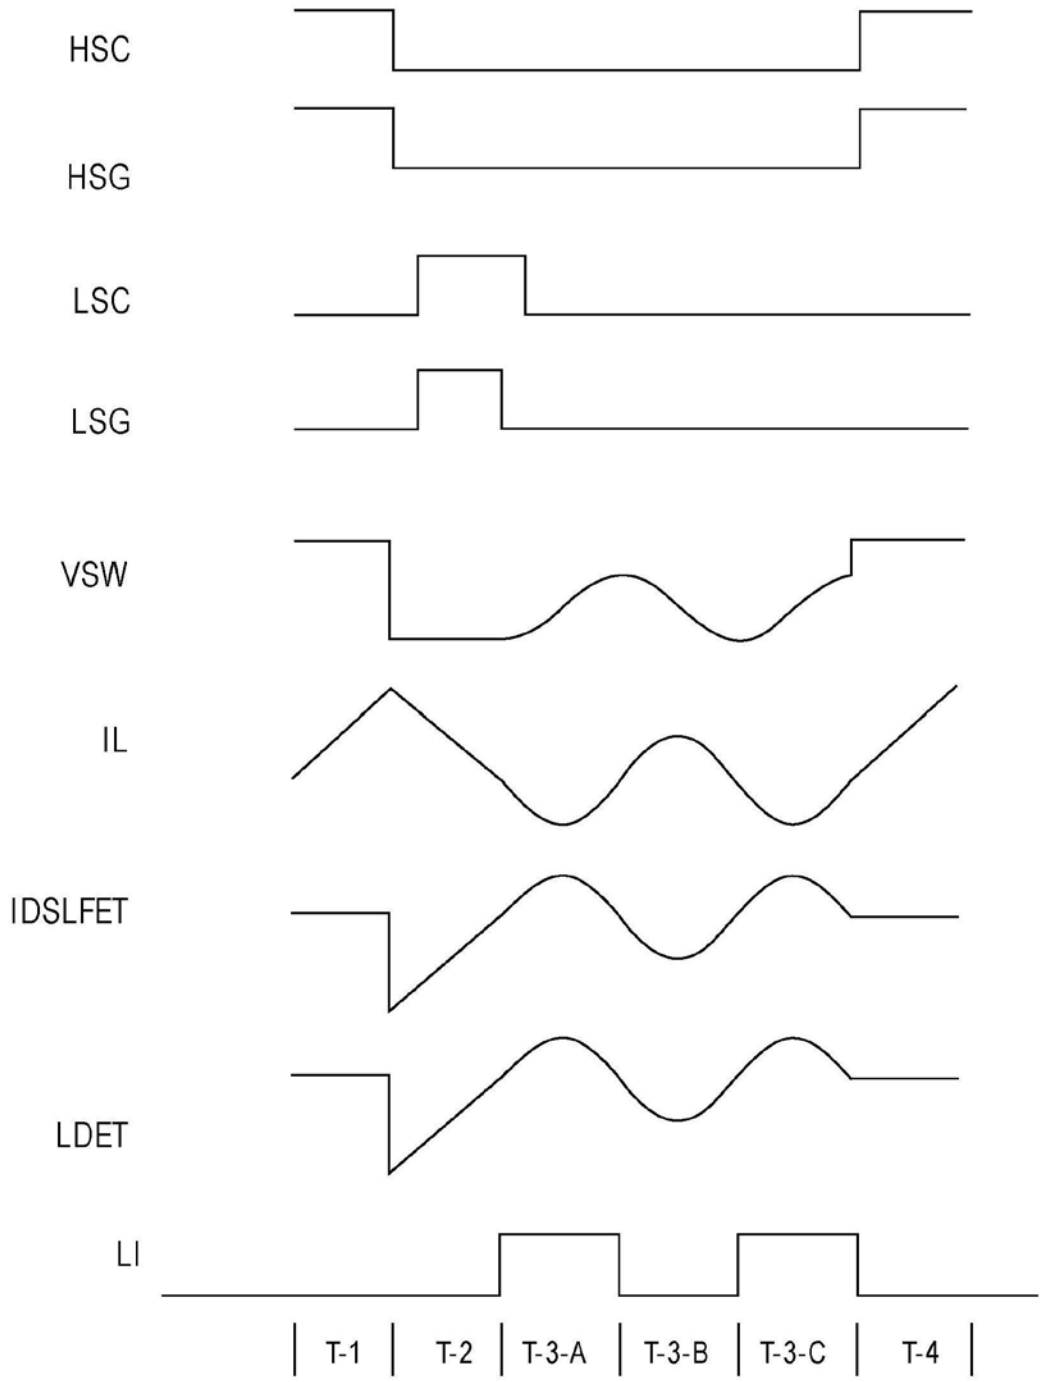 HSC
HSG
LSC
LSG
VSW
IL
IDSLFET
LDET
LI
T-1 T-2 T-3-A T-3-B T-3-C T-4